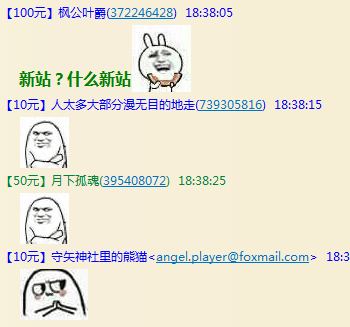 【100元】枫公叶爵(372246428) 18:38:05
新站？什么新站
【10元】人太多大部分漫无目的地走(739305816) 18:38:15
【50元】月下孤魂(395408072) 18:38:25
【10元】守矢神社里的熊猫<angel.player@foxmail.com> 18:3